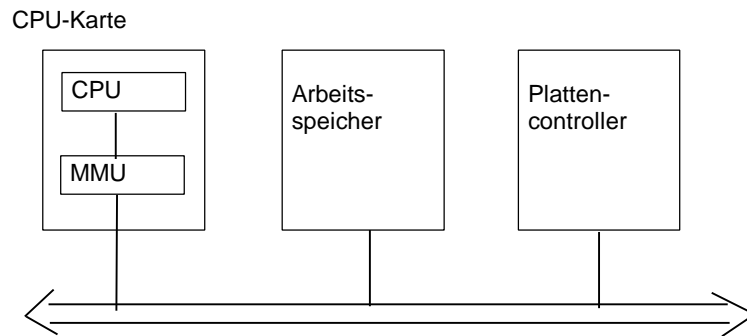 CPU-Karte
CPU
MMU
Arbeits-
speicher
Platten-
controller